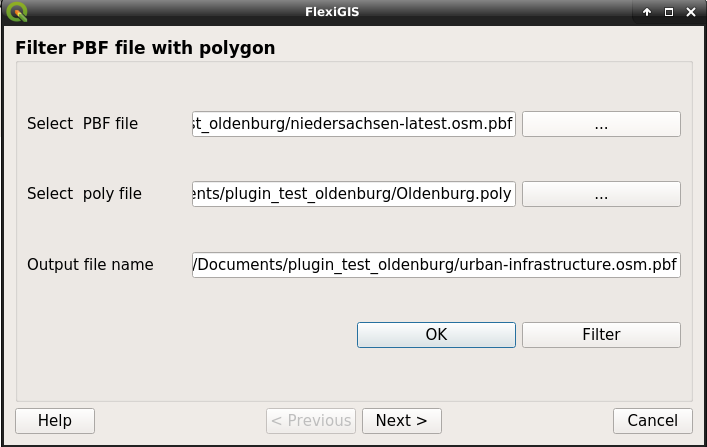 FlexiGIS
Filter PBF file with polygon
Select PBF file st_oldenburg/niedersachsen-latest.osm.pbf ...
Select poly file ents/plugin_test_oldenburg/Oldenburg.poly ...
Output file name /Documents/plugin_test_oldenburg/urban-infrastructure.osm.pbf
OK Filter
Help < Previous Next > Cancel